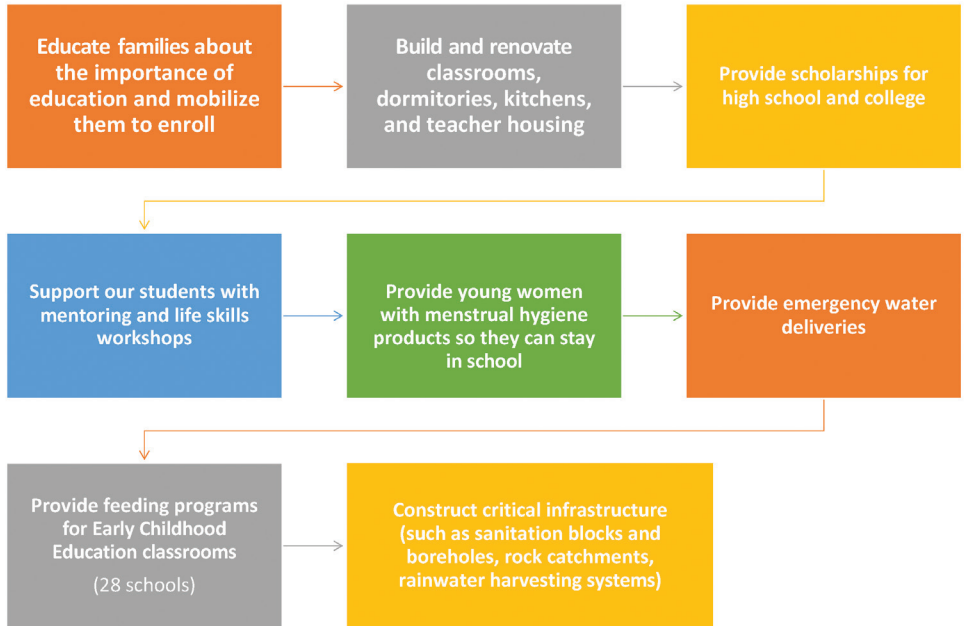 Educate families about
the importance of
education and mobilize
them to enroll
Build and renovate
classrooms,
dormitories, kitchens,
and teacher housing
Provide scholarships for
high school and college
Support our students with
mentoring and life skills
workshops
Provide young women
with menstrual hygiene
products so they can stay
in school
Provide emergency water
deliveries
Provide feeding programs
for Early Childhood
Education classrooms
(28 schools)
Construct critical infrastructure
(such as sanitation blocks and
boreholes, rock catchments,
rainwater harvesting systems)